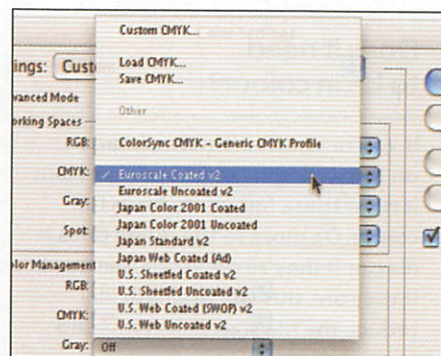 Custom CMYK...
Load CMYK...
Save CMYK...
Other
ColorSync CMYK - Generic CMYK Profile
✓ Euroscale Coated v2
Euroscale Uncoated v2
Japan Color 2001 Coated
Japan Color 2001 Uncoated
Japan Standard v2
Japan Web Coated (Ad)
U.S. Sheetfed Coated v2
U.S. Sheetfed Uncoated v2
U.S. Web Coated (SWOP) v2
U.S. Web Uncoated v2
ings: Cust
vanced Mode
orking Spaces
RGB:
CMYK:
Gray:
Spot:
olor Management
RGB:
CMYK:
Gray: Off